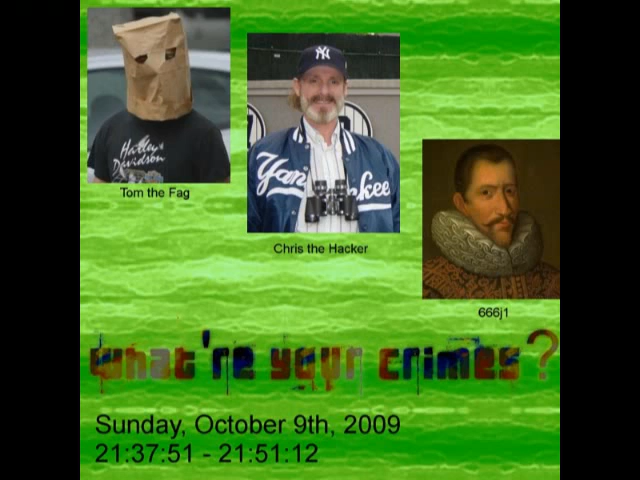 Harley
Davidson
Tom the Fag
NY
Yankee
Chris the Hacker
666j1
What're your crimes?
Sunday, October 9th, 2009
21:37:51 - 21:51:12